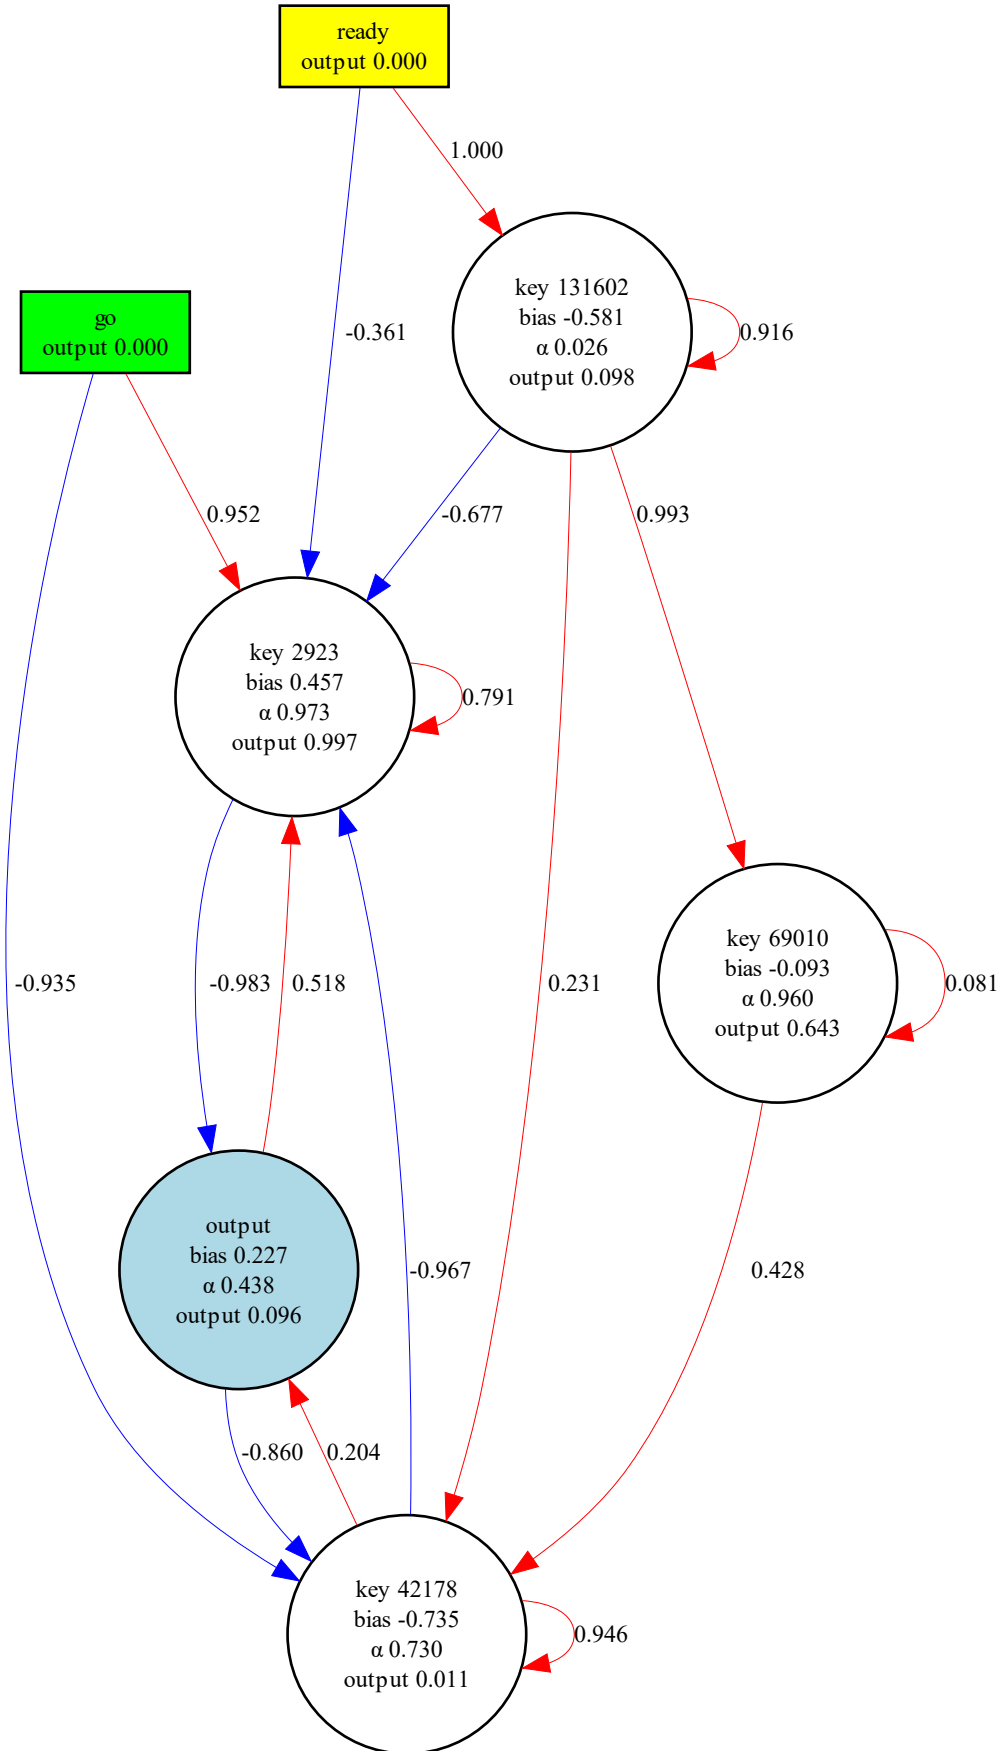 ready
output 0.000
1.000
key 131602
bias -0.581
α 0.026
output 0.098
0.916
go
output 0.000
-0.361
0.952
-0.677
0.993
key 2923
bias 0.457
α 0.973
output 0.997
0.791
key 69010
bias -0.093
α 0.960
output 0.643
0.081
-0.935
-0.983
0.518
0.231
output
bias 0.227
α 0.438
output 0.096
-0.967
0.428
-0.860
0.204
key 42178
bias -0.735
α 0.730
output 0.011
0.946